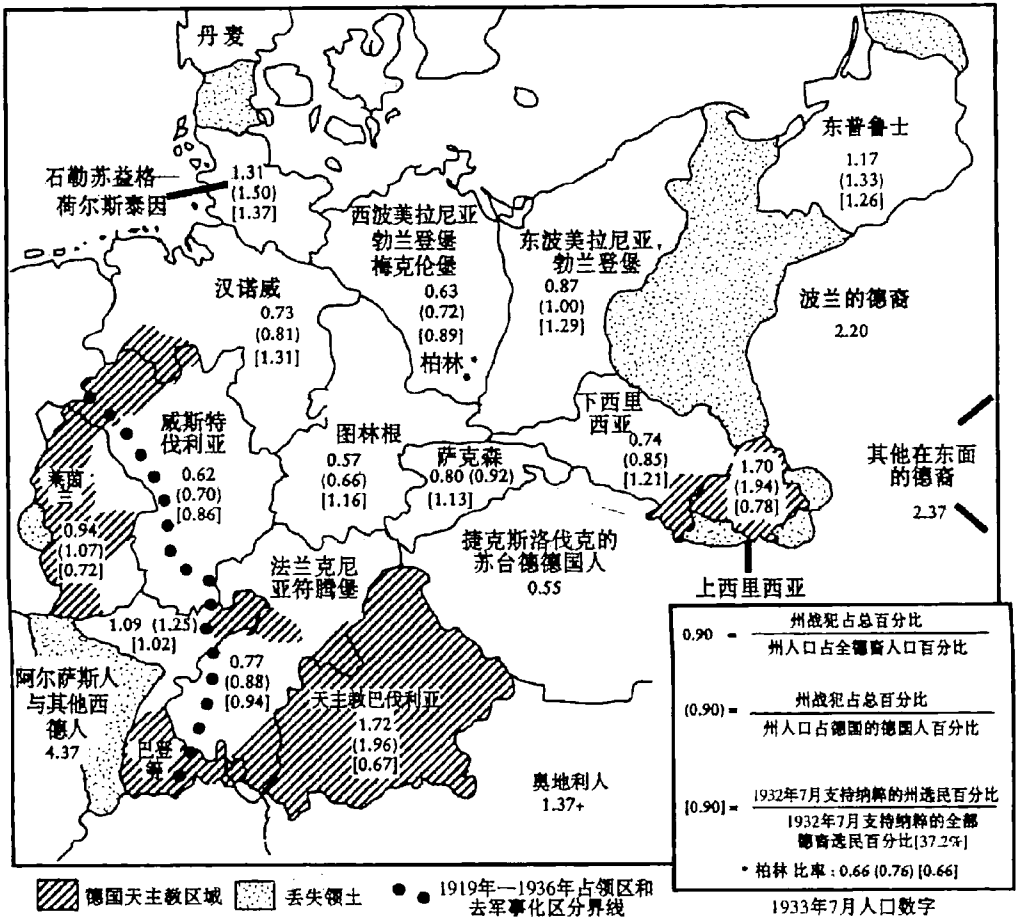 丹麦
东普鲁士
1.17
(1.33)
[1.26]
石勒苏益格—
荷尔斯泰因
1.31
(1.50)
[1.37]
西波美拉尼亚
勃兰登堡
梅克伦堡
0.63
(0.72)
[0.89]
柏林
东波美拉尼亚,
勃兰登堡
0.87
(1.00)
[1.29]
汉诺威
0.73
(0.81)
[1.31]
波兰的德裔
2.20
威斯特
伐利亚
0.62
(0.70)
[0.86]
图林根
0.57
(0.66)
[1.16]
萨克森
0.80 (0.92)
[1.13]
下西里
西亚
0.74
(0.85)
[1.21]
1.70
(1.94)
[0.78]
上西里西亚
其他在东面
的德裔
2.37
莱茵
兰
0.94
(1.07)
[0.72]
捷克斯洛伐克的
苏台德德国人
0.55
法兰克尼
亚符腾堡
1.09 (1.25)
[1.02]
0.77
(0.88)
[0.94]
阿尔萨斯人
与其他西
德人
4.37
巴登
等
天主教巴伐利亚
1.72
(1.96)
[0.67]
奥地利人
1.37+
0.90 =
州战犯占总百分比
州人口占全德裔人口百分比
(0.90) =
州战犯占总百分比
州人口占德国的德国人百分比
[0.90] =
1932年7月支持纳粹的州选民百分比
1932年7月支持纳粹的全部
德裔选民百分比[37.2%]
* 柏林 比率 : 0.66 (0.76) [0.66]
德国天主教区域
丢失领土
1919年—1936年占领区和
去军事化区分界线
1933年7月人口数字